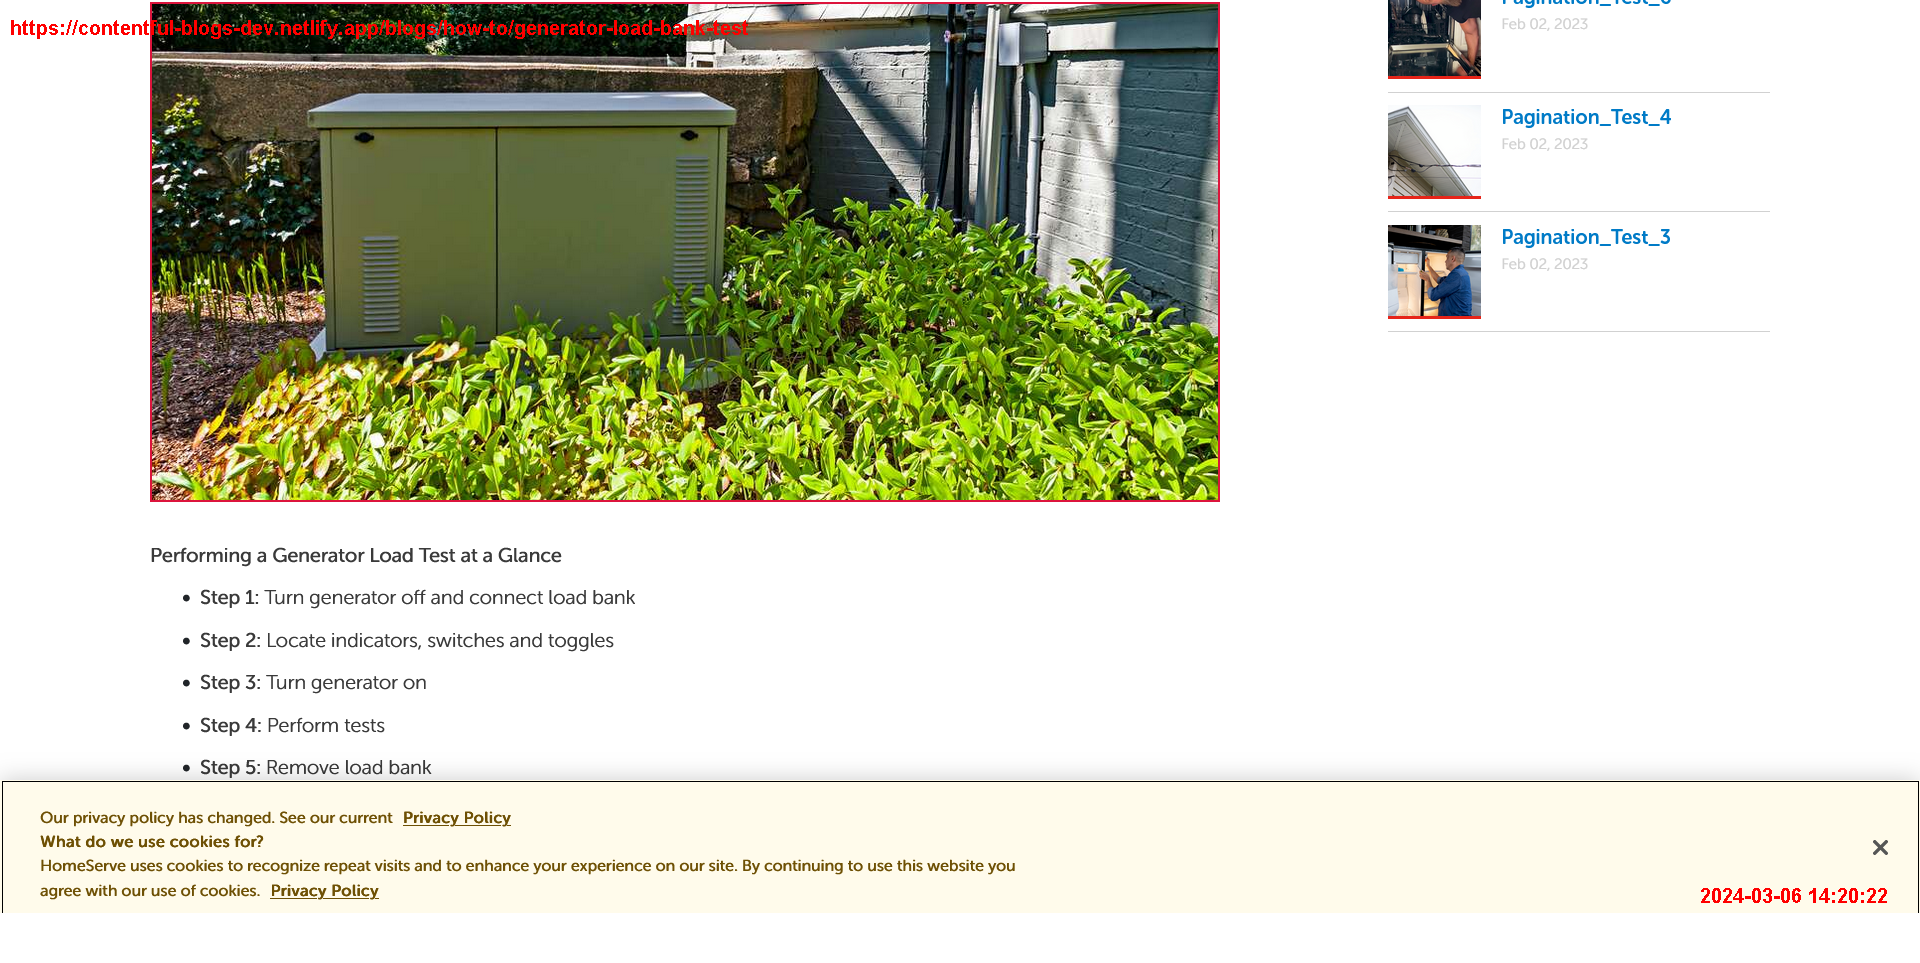 https://contentful-blogs-dev.netlify.app/blogs/how-to/generator-load-bank-test
Feb 02, 2023
Pagination_Test_4
Feb 02, 2023
Pagination_Test_3
Feb 02, 2023
Performing a Generator Load Test at a Glance
• Step 1: Turn generator off and connect load bank
• Step 2: Locate indicators, switches and toggles
• Step 3: Turn generator on
• Step 4: Perform tests
• Step 5: Remove load bank
Our privacy policy has changed. See our current Privacy Policy
What do we use cookies for?
HomeServe uses cookies to recognize repeat visits and to enhance your experience on our site. By continuing to use this website you
agree with our use of cookies. Privacy Policy
2024-03-06 14:20:22